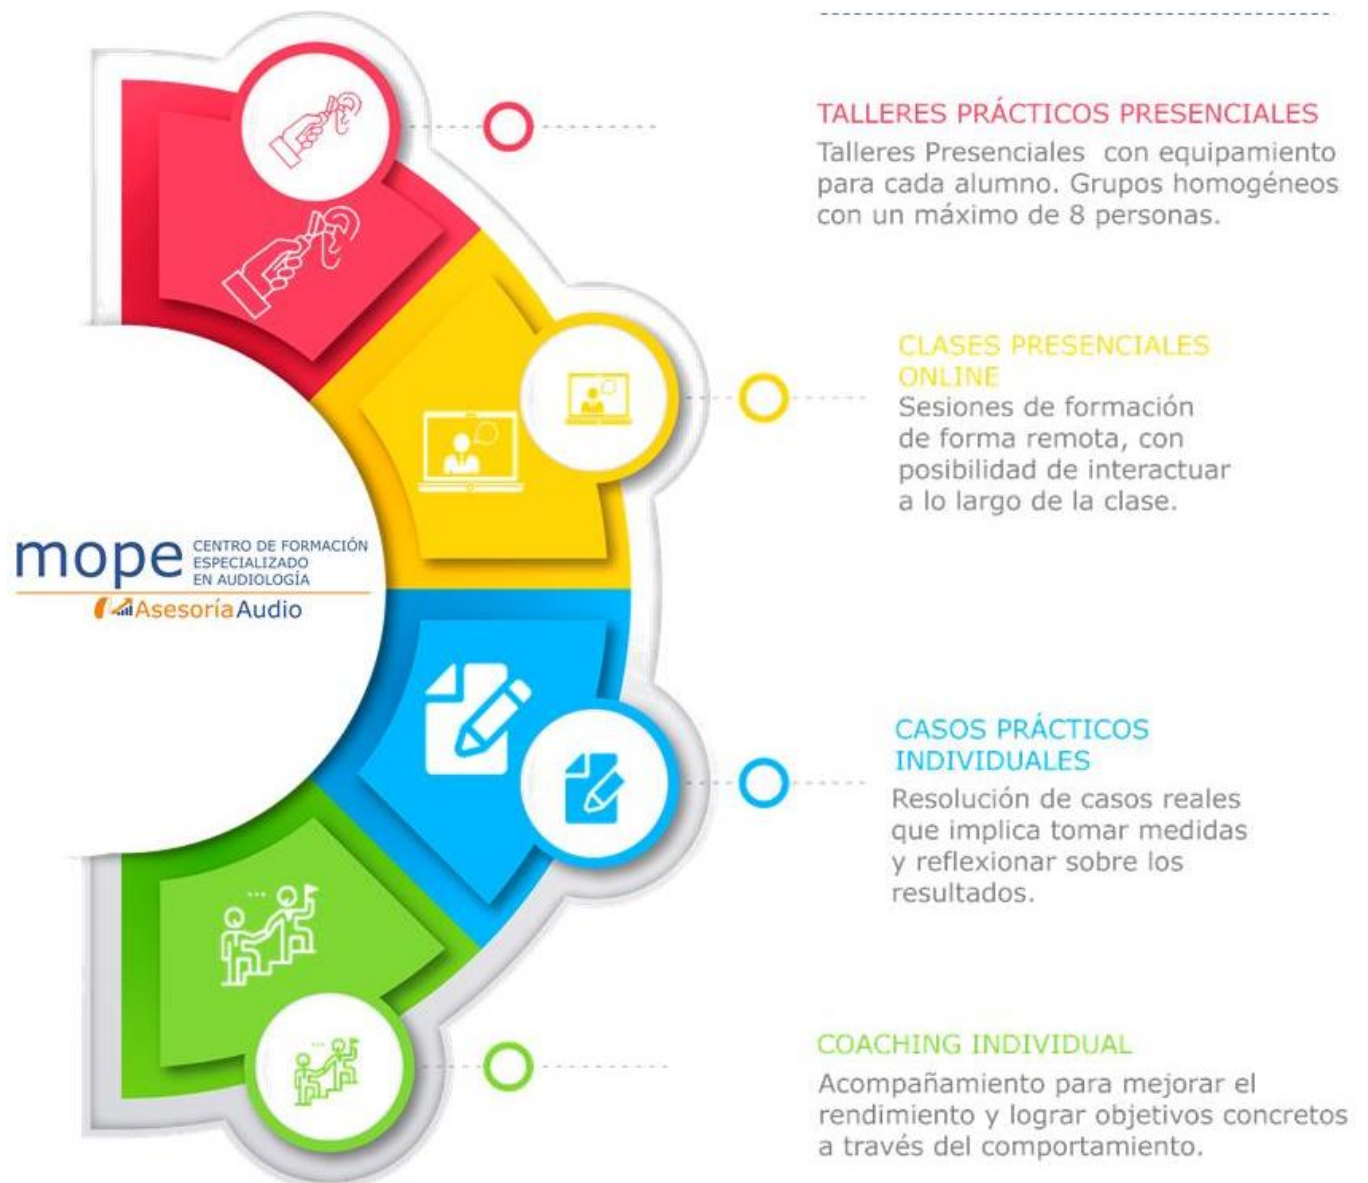 TALLERES PRÁCTICOS PRESENCIALES
Talleres Presenciales con equipamiento
para cada alumno. Grupos homogéneos
con un máximo de 8 personas.
CLASES PRESENCIALES
ONLINE
Sesiones de formación
de forma remota, con
posibilidad de interactuar
a lo largo de la clase.
mope
CENTRO DE FORMACIÓN
ESPECIALIZADO
EN AUDIOLOGÍA
AsesoríaAudio
CASOS PRÁCTICOS
INDIVIDUALES
Resolución de casos reales
que implica tomar medidas
y reflexionar sobre los
resultados.
COACHING INDIVIDUAL
Acompañamiento para mejorar el
rendimiento y lograr objetivos concretos
a través del comportamiento.